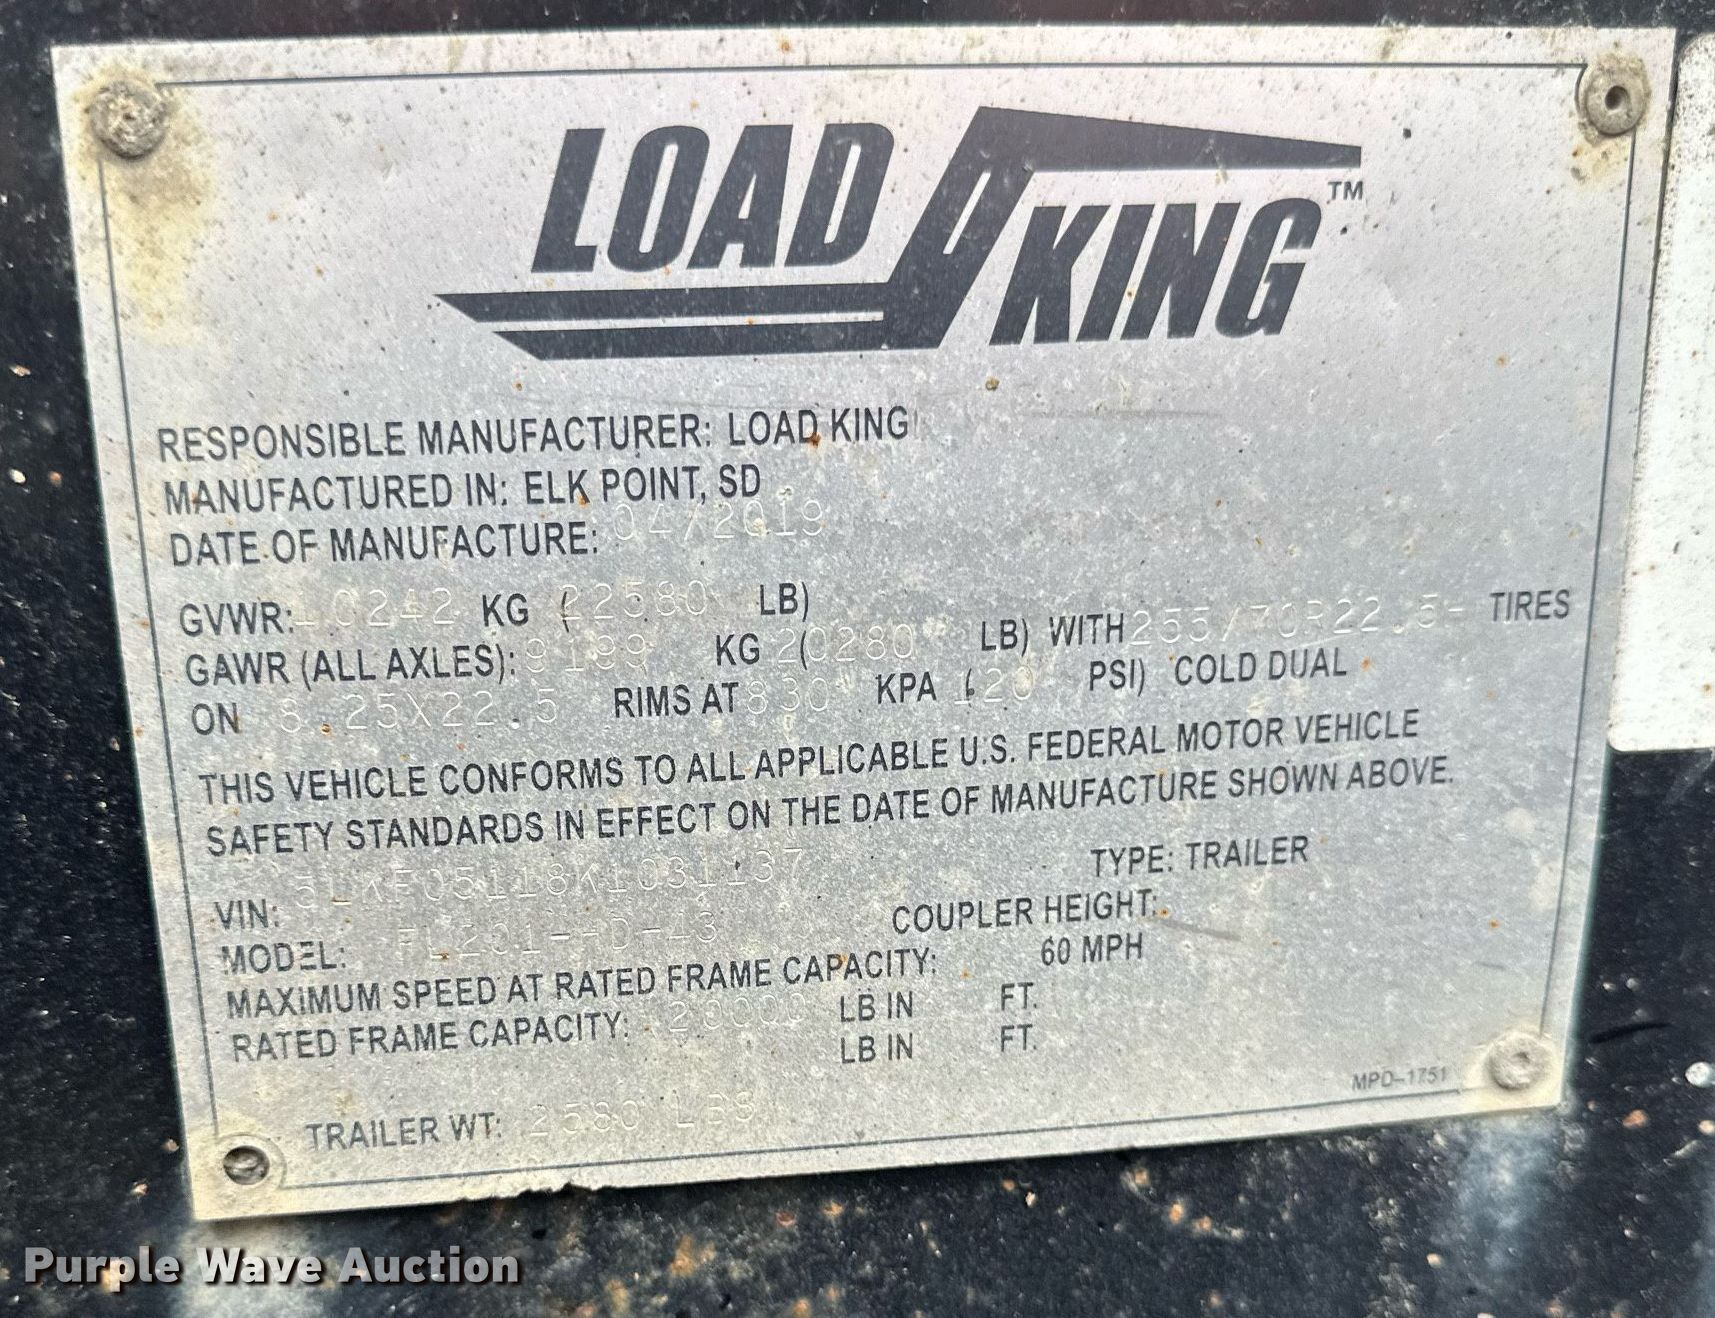 LOAD KING™
RESPONSIBLE MANUFACTURER: LOAD KING
MANUFACTURED IN: ELK POINT, SD
DATE OF MANUFACTURE: 04/2019
GVWR: 10242 KG (22580 LB)
GAWR (ALL AXLES): 9199 KG (20280 LB) WITH 255/70R22.5 TIRES
ON 8.25X22.5 RIMS AT 830 KPA (120 PSI) COLD DUAL
THIS VEHICLE CONFORMS TO ALL APPLICABLE U.S. FEDERAL MOTOR VEHICLE
SAFETY STANDARDS IN EFFECT ON THE DATE OF MANUFACTURE SHOWN ABOVE.
VIN: TYPE: TRAILER
MODEL: COUPLER HEIGHT:
MAXIMUM SPEED AT RATED FRAME CAPACITY: 60 MPH
RATED FRAME CAPACITY: 20000 LB IN FT.
LB IN FT.
TRAILER WT: 2580 LBS
MPD-1751
Purple Wave Auction